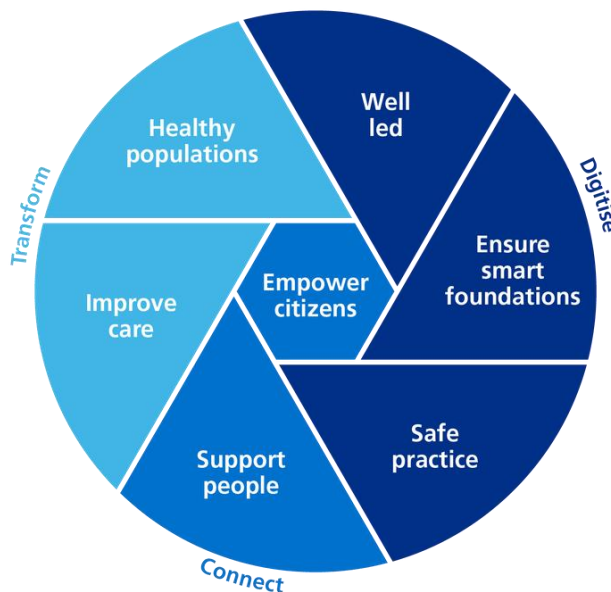 Well
led
Healthy
populations
Transform
Digitise
Ensure
smart
foundations
Empower
citizens
Improve
care
Safe
practice
Support
people
Connect